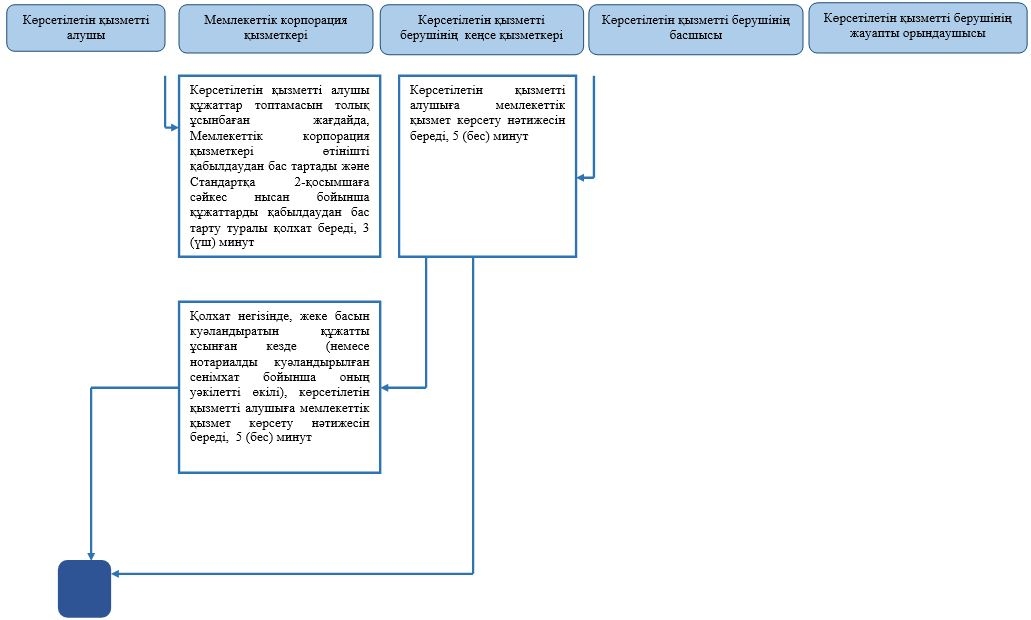 Көрсетілетін қызметті
алушы
Мемлекеттік корпорация
қызметкері
Көрсетілетін қызметті
берушінің кеңсе қызметкері
Көрсетілетін қызметті берушінің
басшысы
Көрсетілетін қызметті берушінің
жауапты орындаушысы
Көрсетілетін қызметті алушы
құжаттар топтамасын толық
ұсынбаған жағдайда,
Мемлекеттік корпорация
қызметкері өтінішті
қабылдаудан бас тартады және
Стандартқа 2-қосымшаға
сәйкес нысан бойынша
құжаттарды қабылдаудан бас
тарту туралы қолхат береді, 3
(үш) минут
Көрсетілетін қызметті
алушыға мемлекеттік
қызмет көрсету нәтижесін
береді, 5 (бес) минут
Қолхат негісінде, жеке басын
куәландыратын құжатты
ұсынған кезде (немесе
нотариалды куәландырылған
сенімхат бойынша оның
уәкілетті өкілі), көрсетілетін
қызметті алушыға мемлекеттік
қызмет көрсету нәтижесін
береді, 5 (бес) минут